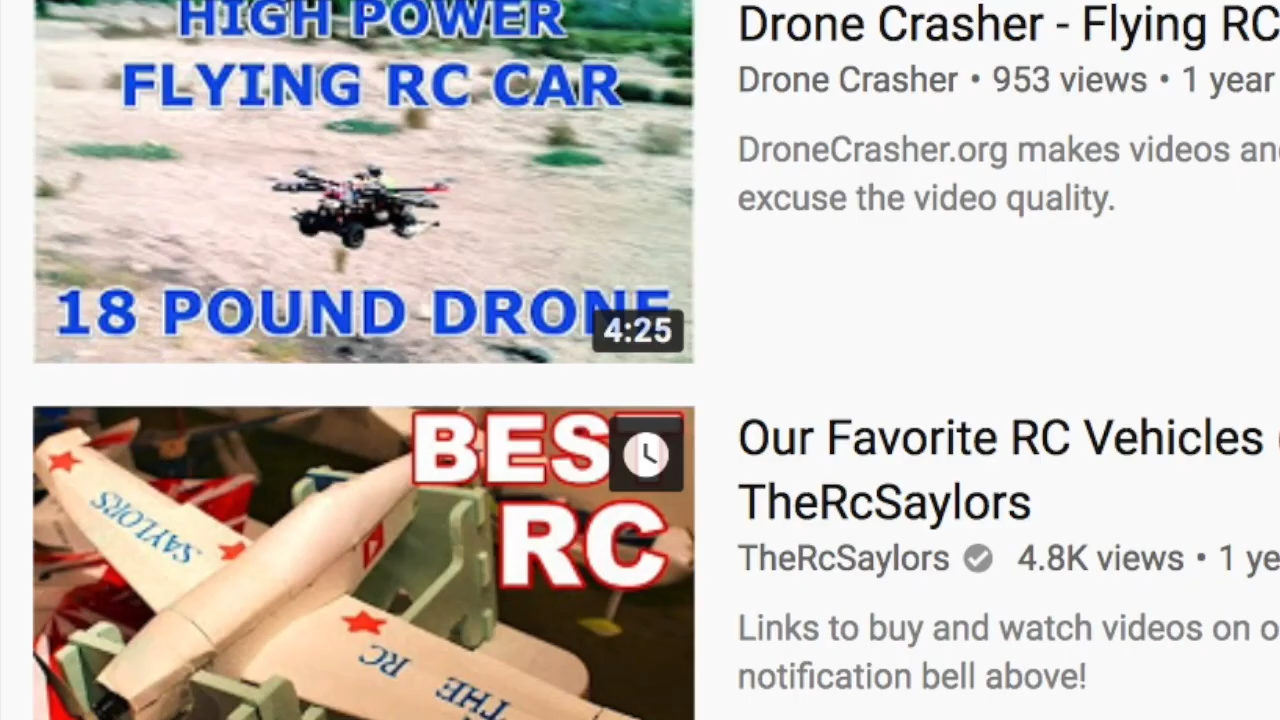 HIGH POWER
FLYING RC CAR
18 POUND DRONE
4:25
Drone Crasher - Flying RC
Drone Crasher • 953 views • 1 year
DroneCrasher.org makes videos and
excuse the video quality.
BEST
RC
SAYLORS
RC
THE
Our Favorite RC Vehicles
TheRcSaylors
TheRcSaylors 4.8K views • 1 ye
Links to buy and watch videos on o
notification bell above!